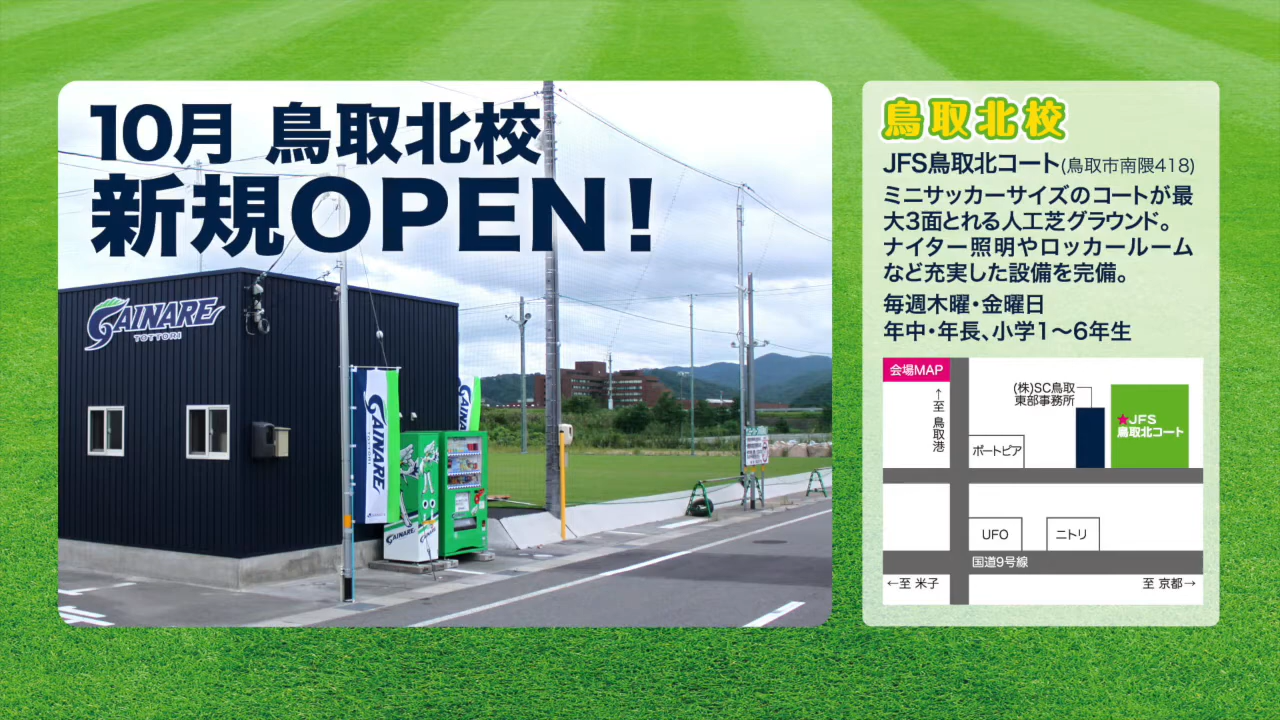 10月 鳥取北校
新規OPEN!
GAINARE
TOTTORI
GAINARE
GAINARE
鳥取北校
JFS鳥取北コート(鳥取市南隈418)
ミニサッカーサイズのコートが最
大3面とれる人工芝グラウンド。
ナイター照明やロッカールーム
など充実した設備を完備。
毎週木曜・金曜日
年中・年長、小学1〜6年生
会場MAP
←至 鳥取港
(株)SC鳥取
東部事務所
★JFS
鳥取北コート
ボートピア
UFO
ニトリ
国道9号線
←至 米子
至 京都→